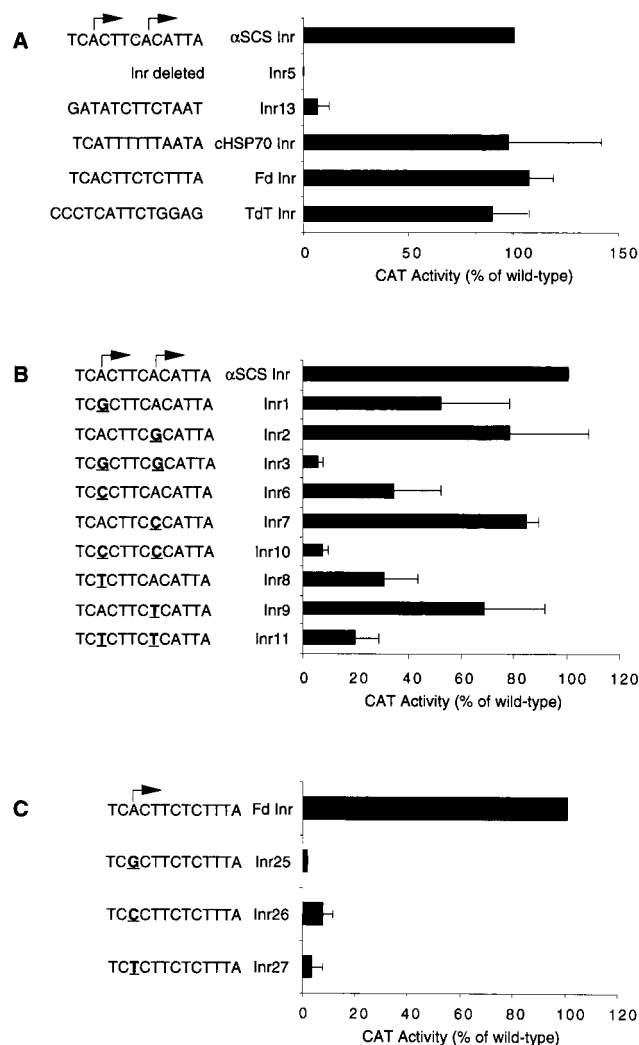 A
TCACTTCACATTA αSCS Inr
Inr deleted Inr5
GATATCTTCTAAT Inr13
TCATTTTTTAATA cHSP70 Inr
TCACTTCTCTTTA Fd Inr
CCCTCATTCTGGAG TdT Inr
0 50 100 150
CAT Activity (% of wild-type)
B
TCACTTCACATTA αSCS Inr
TCGCTTCACATTA Inr1
TCACTTCGCATTA Inr2
TCGCTTCGCATTA Inr3
TCCCTTCACATTA Inr6
TCACTTCCCATTA Inr7
TCCCTTCCCATTA Inr10
TCTCTTCACATTA Inr8
TCACTTCTCATTA Inr9
TCTCTTCTCATTA Inr11
0 20 40 60 80 100 120
CAT Activity (% of wild-type)
C
TCACTTCTCTTTA Fd Inr
TCGCTTCTCTTTA Inr25
TCCCTTCTCTTTA Inr26
TCTCTTCTCTTTA Inr27
0 20 40 60 80 100 120
CAT Activity (% of wild-type)